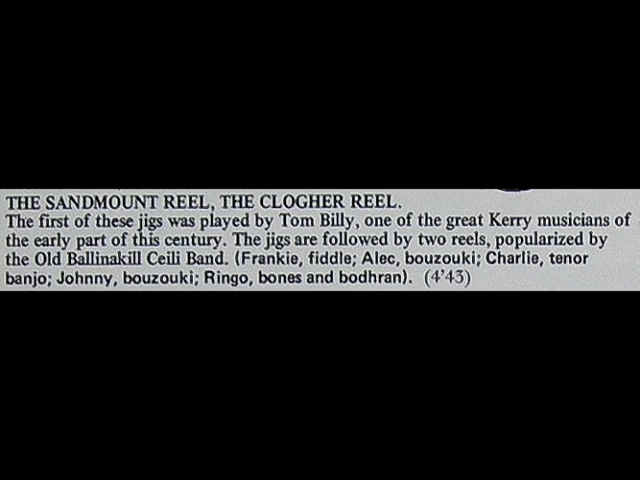 THE SANDMOUNT REEL, THE CLOGHER REEL.
The first of these jigs was played by Tom Billy, one of the great Kerry musicians of
the early part of this century. The jigs are followed by two reels, popularized by
the Old Ballinakill Ceili Band. (Frankie, fiddle; Alec, bouzouki; Charlie, tenor
banjo; Johnny, bouzouki; Ringo, bones and bodhran). (4'43)